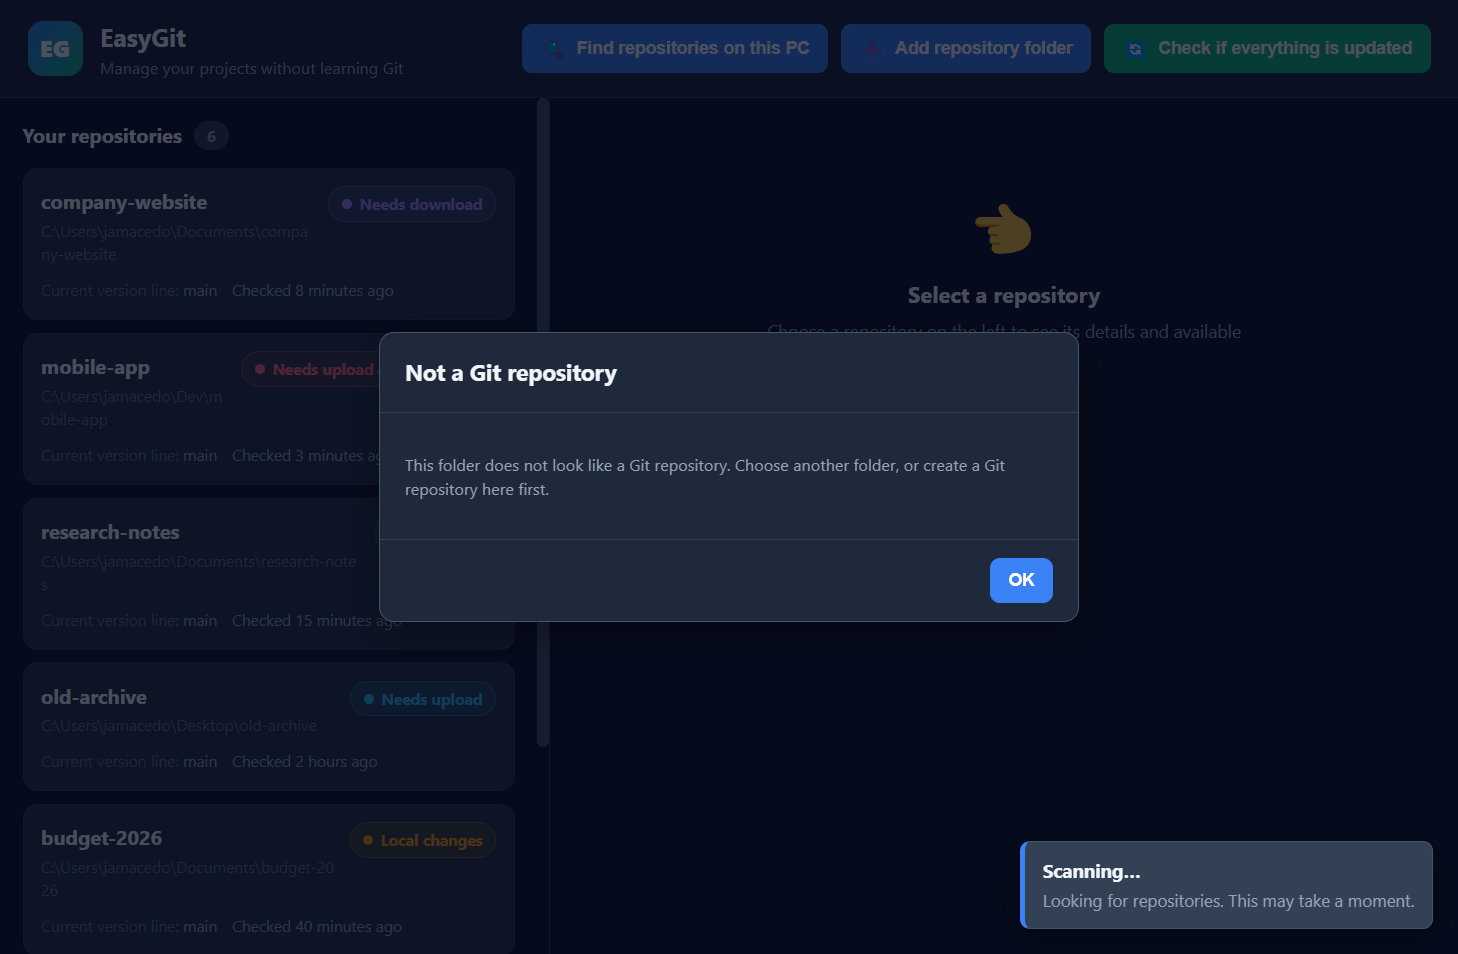 EG
EasyGit
Manage your projects without learning Git
Find repositories on this PC
Add repository folder
Check if everything is updated
Your repositories 6
company-website
Needs download
C:\Users\jamacedo\Documents\compa
ny-website
Current version line: main Checked 8 minutes ago
mobile-app
Needs upload
C:\Users\jamacedo\Dev\m
obile-app
Current version line: main Checked 3 minutes ag
research-notes
C:\Users\jamacedo\Documents\research-note
s
Current version line: main Checked 15 minutes ago
old-archive
Needs upload
C:\Users\jamacedo\Desktop\old-archive
Current version line: main Checked 2 hours ago
budget-2026
Local changes
C:\Users\jamacedo\Documents\budget-20
26
Current version line: main Checked 40 minutes ago
Select a repository
Choose a repository on the left to see its details and available
Not a Git repository
This folder does not look like a Git repository. Choose another folder, or create a Git
repository here first.
OK
Scanning...
Looking for repositories. This may take a moment.